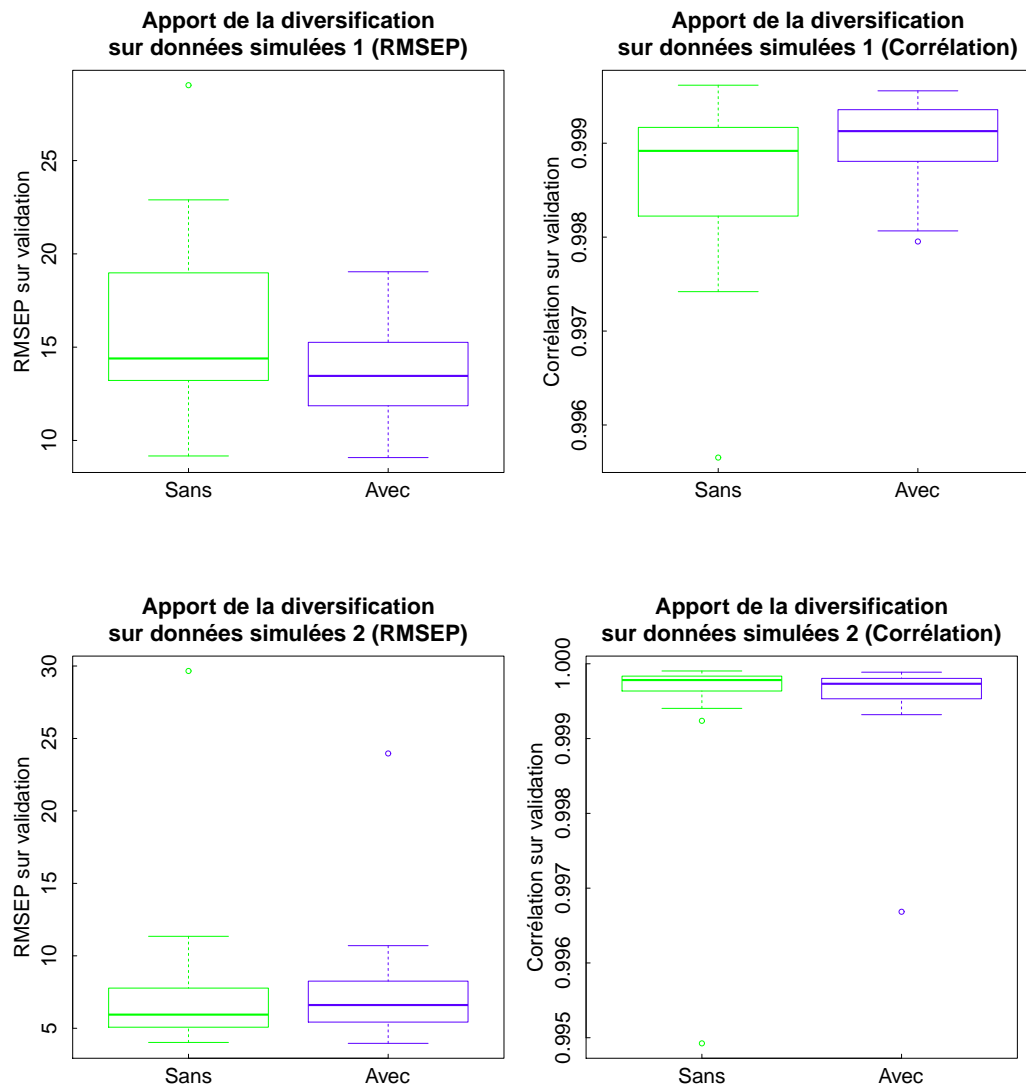 Apport de la diversification
sur données simulées 1 (RMSEP)
RMSEP sur validation
10
15
20
25
Sans
Avec
Apport de la diversification
sur données simulées 1 (Corrélation)
Corrélation sur validation
0.996
0.997
0.998
0.999
Sans
Avec
Apport de la diversification
sur données simulées 2 (RMSEP)
RMSEP sur validation
5
10
15
20
25
30
Sans
Avec
Apport de la diversification
sur données simulées 2 (Corrélation)
Corrélation sur validation
0.995
0.996
0.997
0.998
0.999
1.000
Sans
Avec